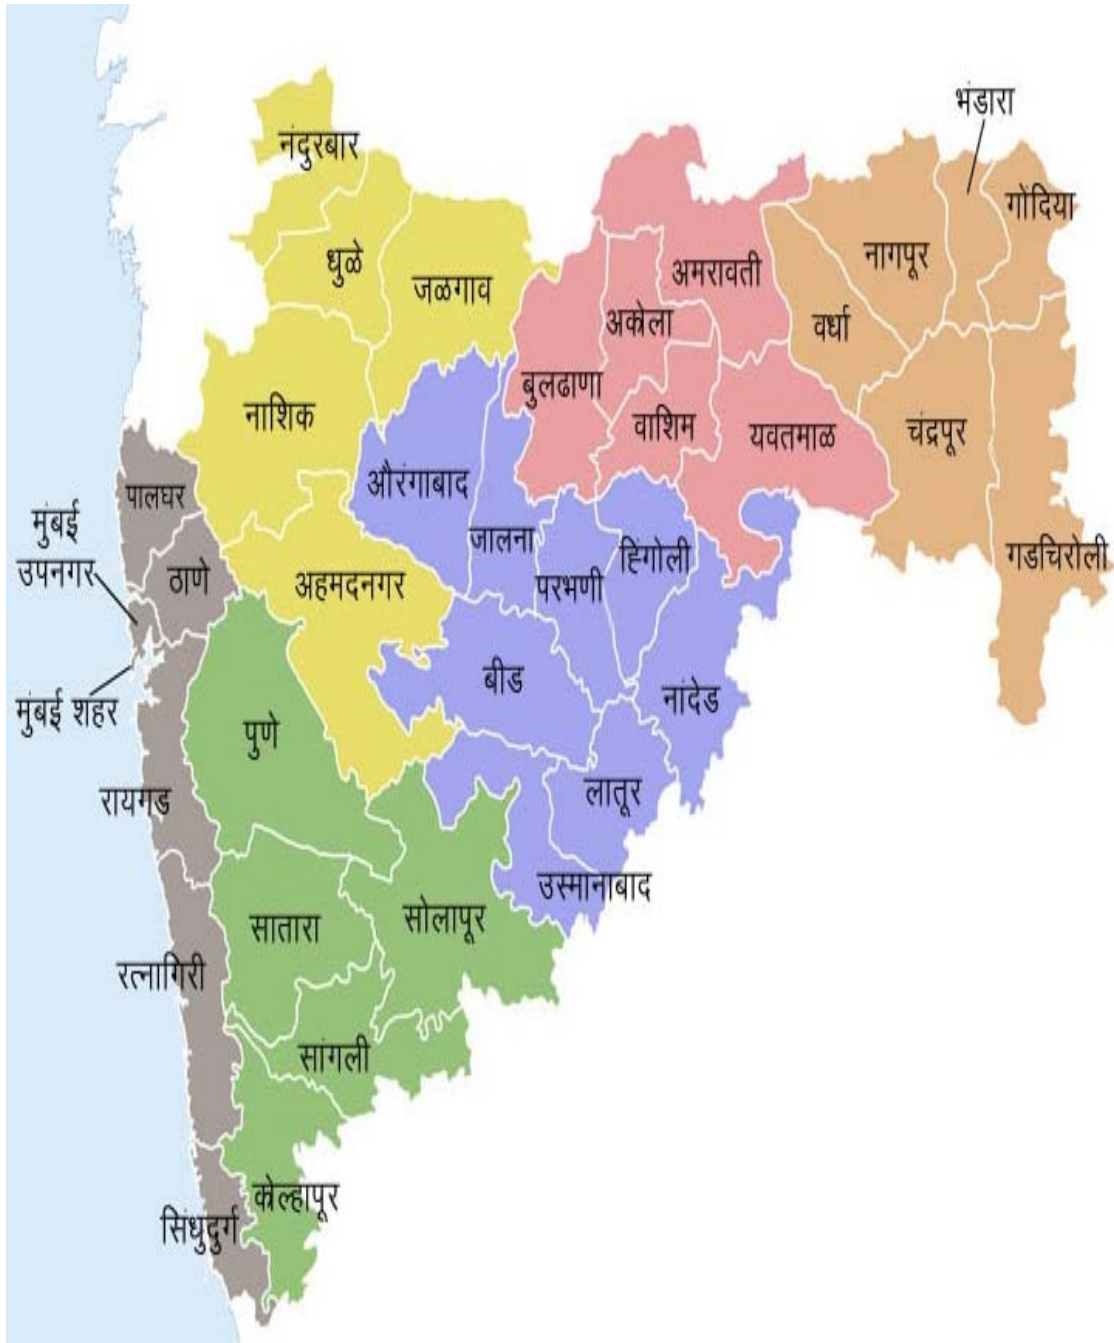 भंडारा
नंदुरबार
गोंदिया
धुळे
जळगाव
अमरावती
नागपूर
अकोला
वर्धा
बुलढाणा
नाशिक
वाशिम
यवतमाळ
चंद्रपूर
औरंगाबाद
पालघर
मुंबई
उपनगर
जालना
हिंगोली
गडचिरोली
ठाणे
अहमदनगर
परभणी
बीड
नांदेड
मुंबई शहर
पुणे
लातूर
रायगड
उस्मानाबाद
सातारा
सोलापूर
रत्नागिरी
सांगली
कोल्हापूर
सिंधुदुर्ग